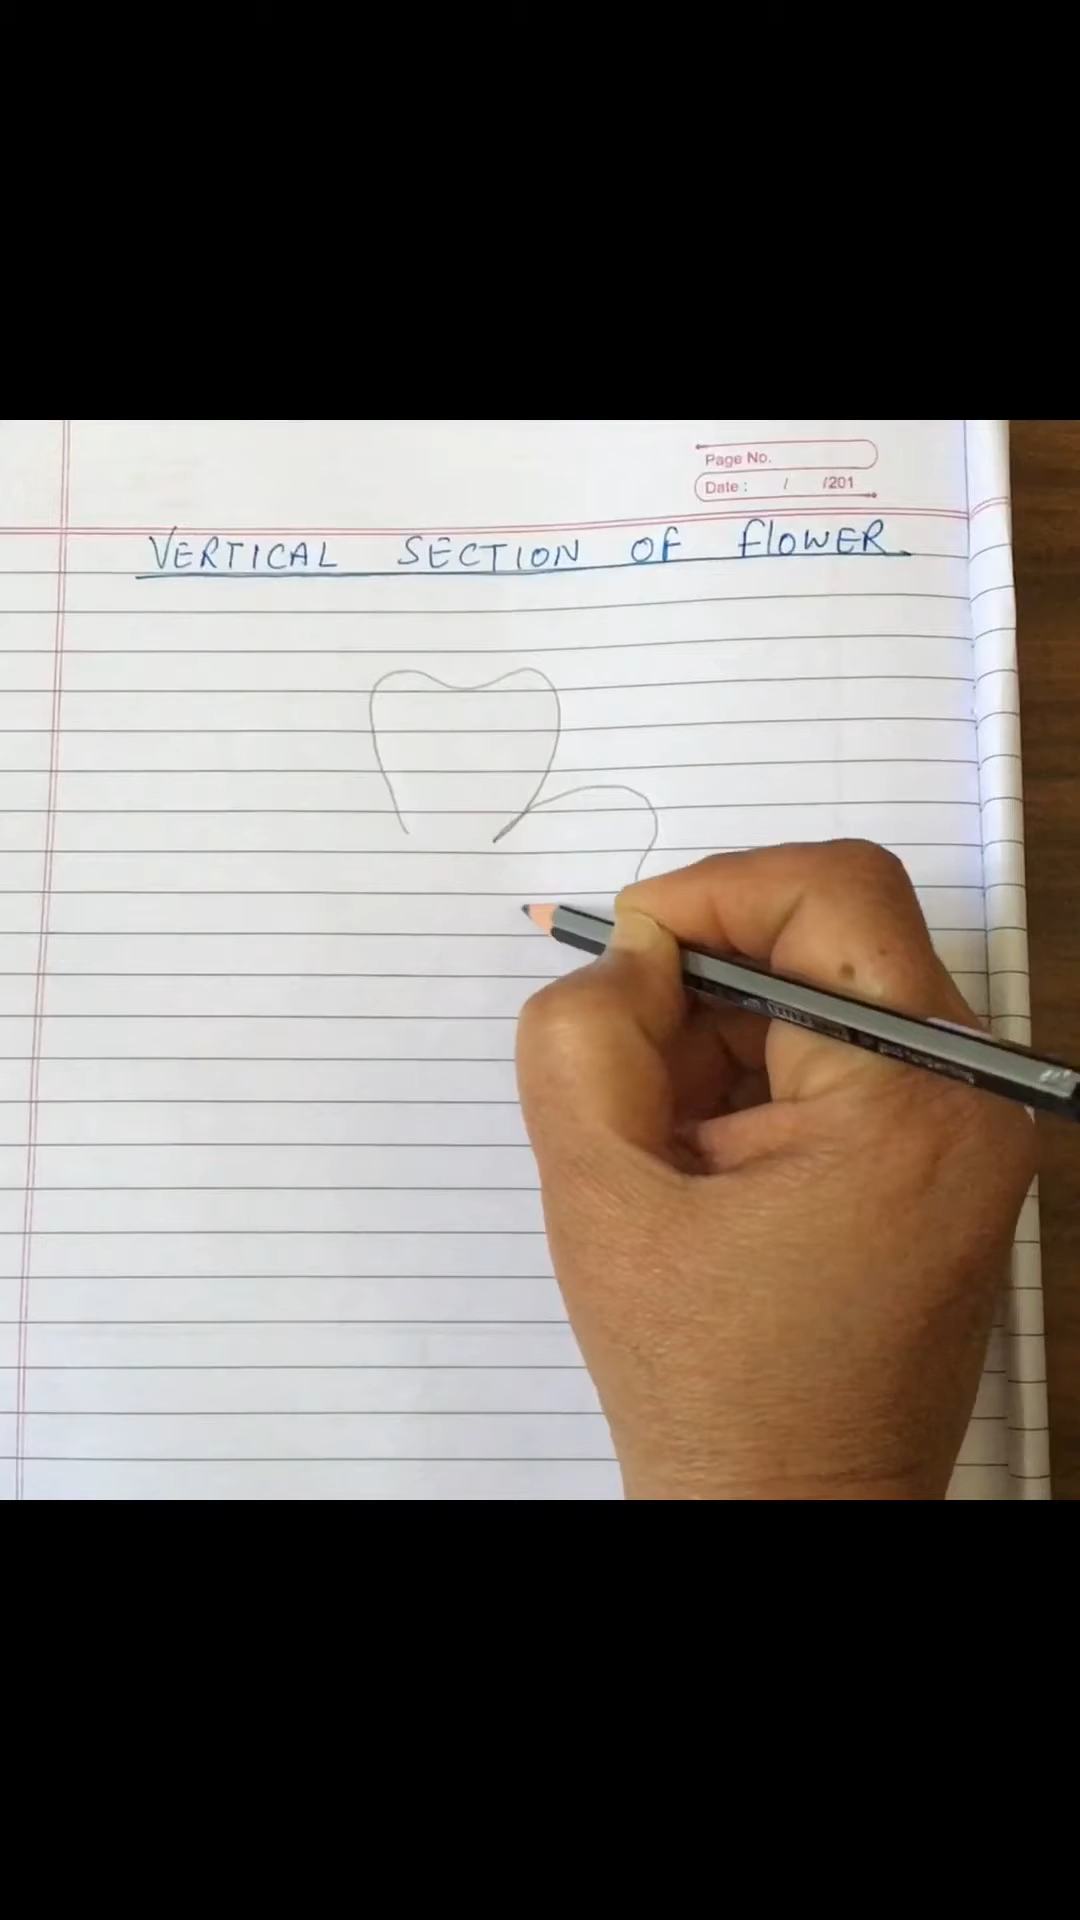 Page No.
Date : / /201
VERTICAL SECTION OF flOWER.